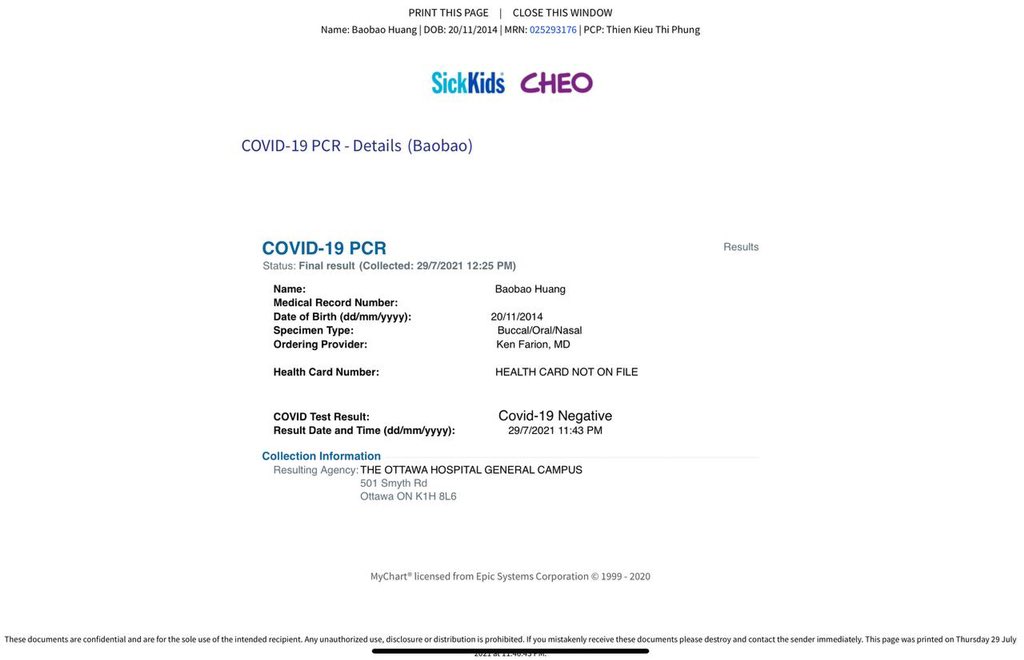 PRINT THIS PAGE | CLOSE THIS WINDOW
Name: Baobao Huang | DOB: 20/11/2014 | MRN: 025293176 | PCP: Thien Kieu Thi Phung
SickKids CHEO
COVID-19 PCR - Details (Baobao)
COVID-19 PCR Results
Status: Final result (Collected: 29/7/2021 12:25 PM)
Name: Baobao Huang
Medical Record Number:
Date of Birth (dd/mm/yyyy): 20/11/2014
Specimen Type: Buccal/Oral/Nasal
Ordering Provider: Ken Farion, MD
Health Card Number: HEALTH CARD NOT ON FILE
COVID Test Result: Covid-19 Negative
Result Date and Time (dd/mm/yyyy): 29/7/2021 11:43 PM
Collection Information
Resulting Agency: THE OTTAWA HOSPITAL GENERAL CAMPUS
501 Smyth Rd
Ottawa ON K1H 8L6
MyChart® licensed from Epic Systems Corporation © 1999 - 2020
These documents are confidential and are for the sole use of the intended recipient. Any unauthorized use, disclosure or distribution is prohibited. If you mistakenly receive these documents please destroy and contact the sender immediately. This page was printed on Thursday 29 July
2021 at PM.